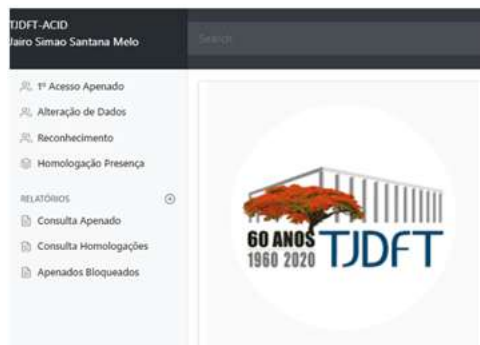 TJDFT-ACID
Jairo Simao Santana Melo
Search
1º Acesso Apenado
Alteração de Dados
Reconhecimento
Homologação Presença
RELATÓRIOS
Consulta Apenado
Consulta Homologações
Apenados Bloqueados
60 ANOS
1960 2020
TJDFT